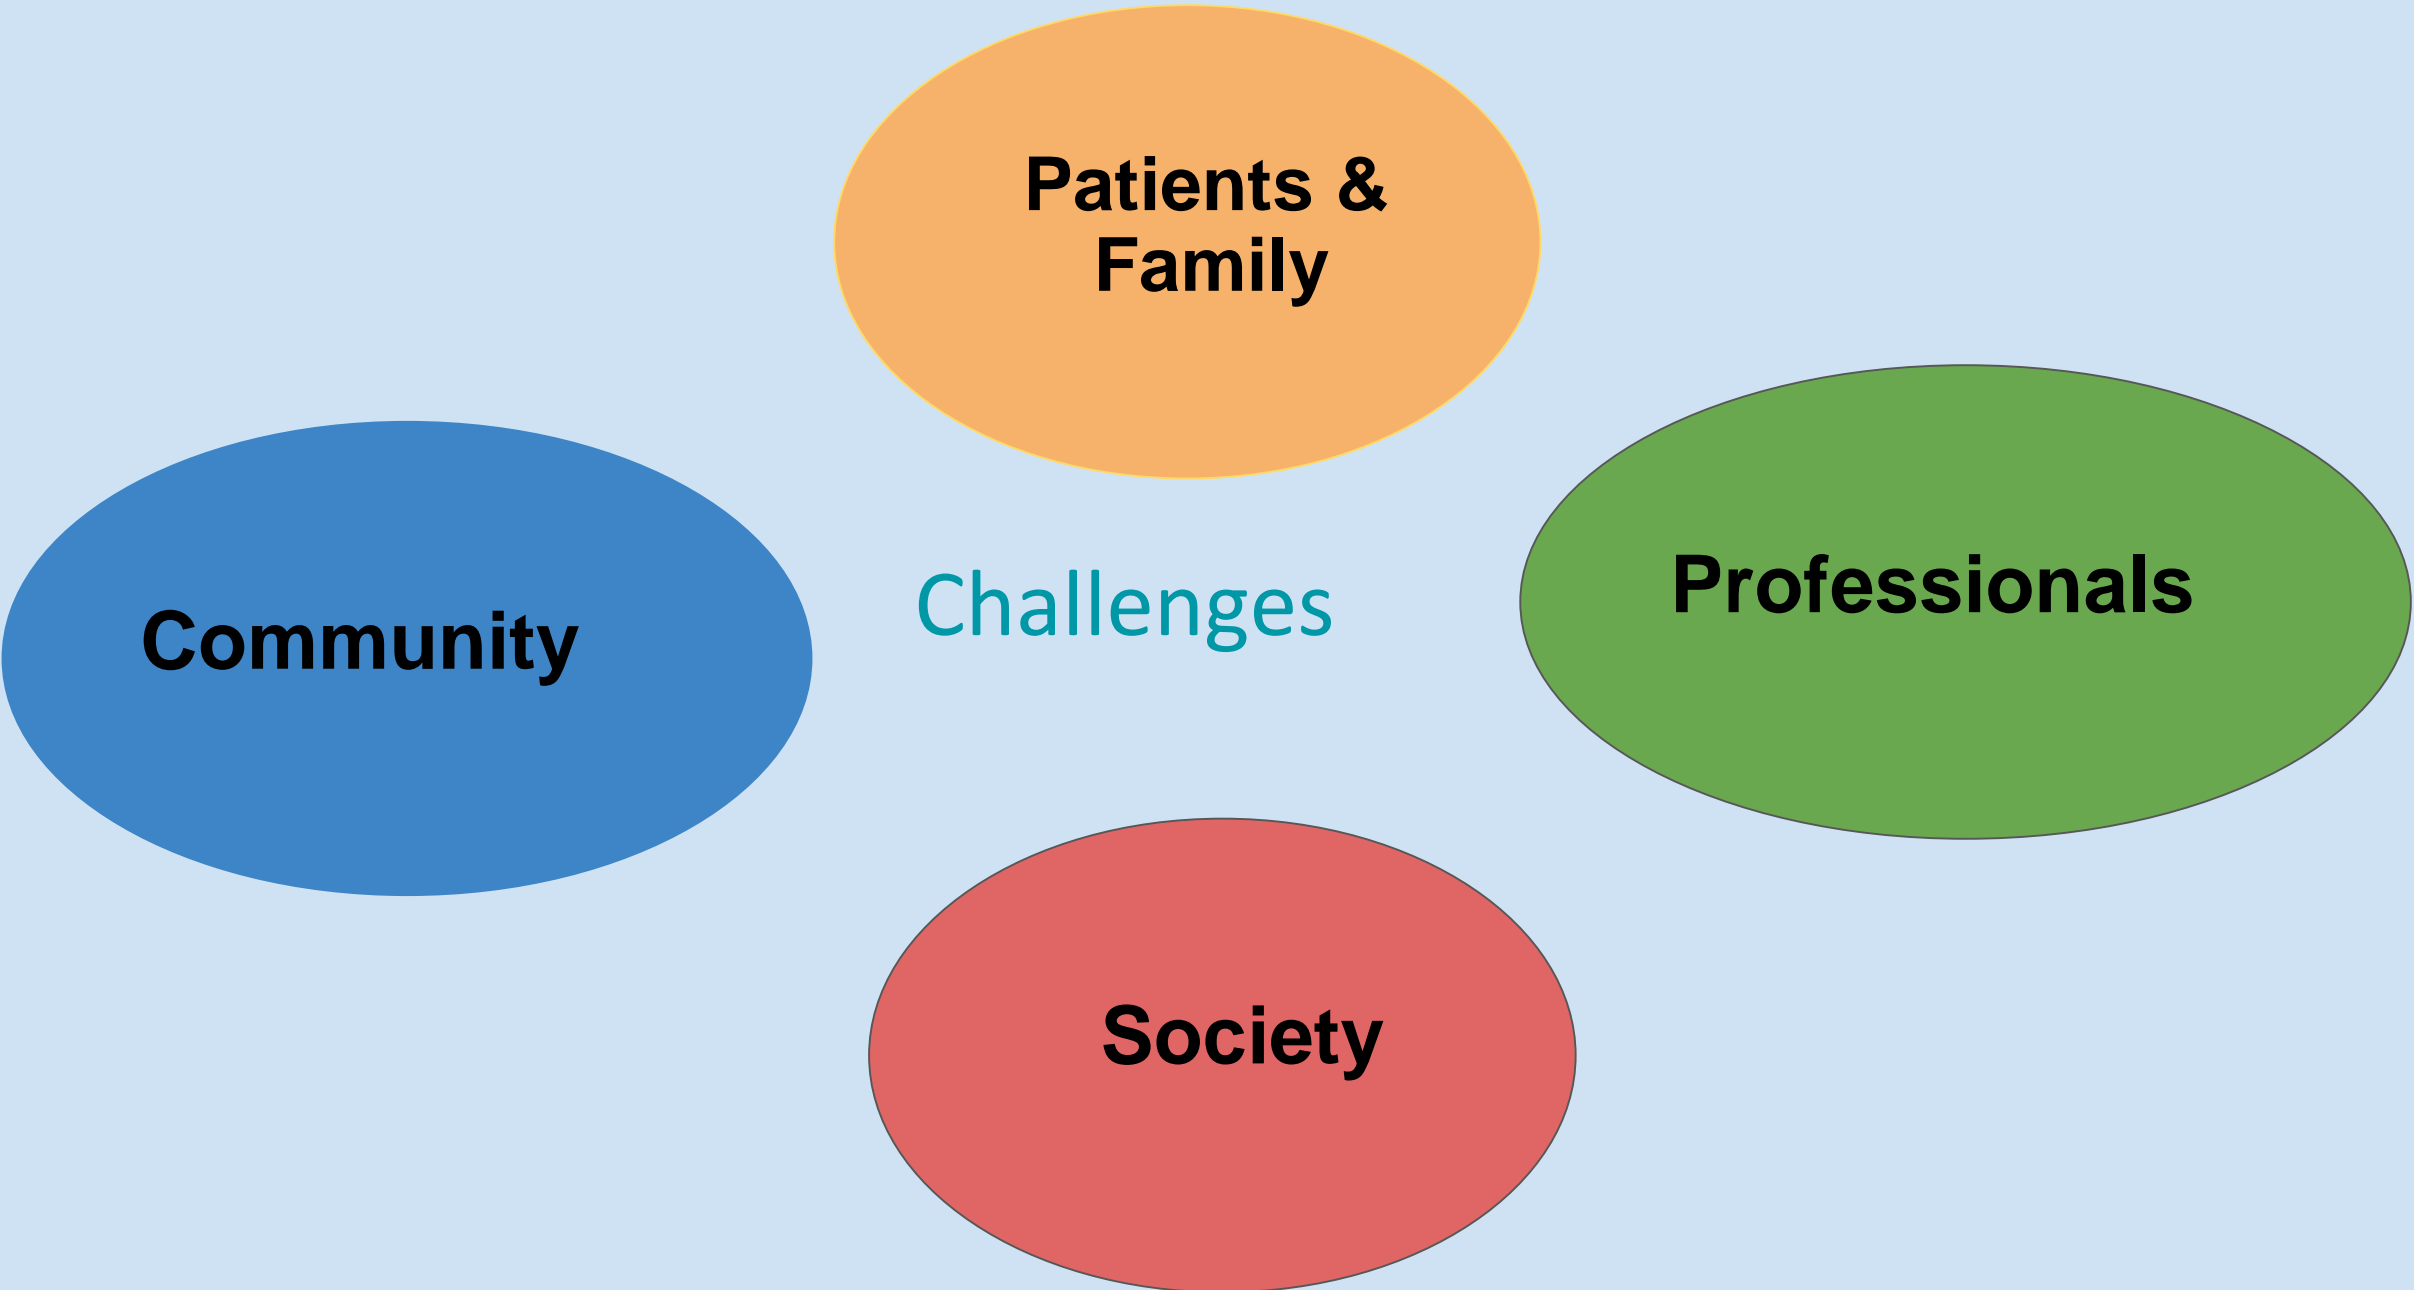 Patients &
Family
Professionals
Challenges
Community
Society